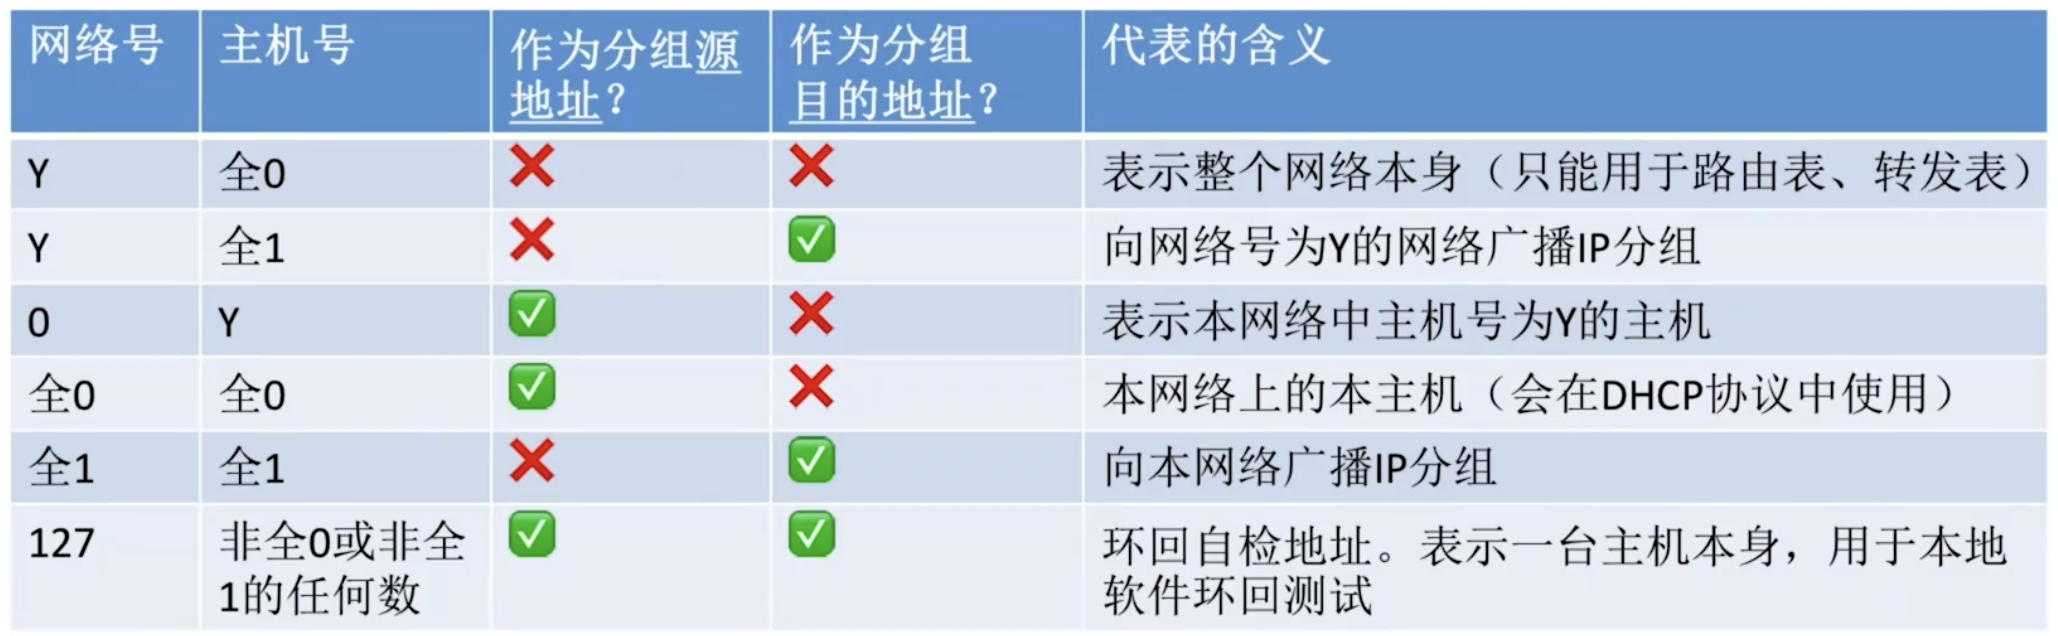 网络号 主机号 作为分组源地址？ 作为分组目的地址？ 代表的含义
Y 全0 ❌ ❌ 表示整个网络本身（只能用于路由表、转发表）
Y 全1 ❌ ✅ 向网络号为Y的网络广播IP分组
0 Y ✅ ❌ 表示本网络中主机号为Y的主机
全0 全0 ✅ ❌ 本网络上的本主机（会在DHCP协议中使用）
全1 全1 ❌ ✅ 向本网络广播IP分组
127 非全0或非全1的任何数 ✅ ✅ 环回自检地址。表示一台主机本身，用于本地软件环回测试